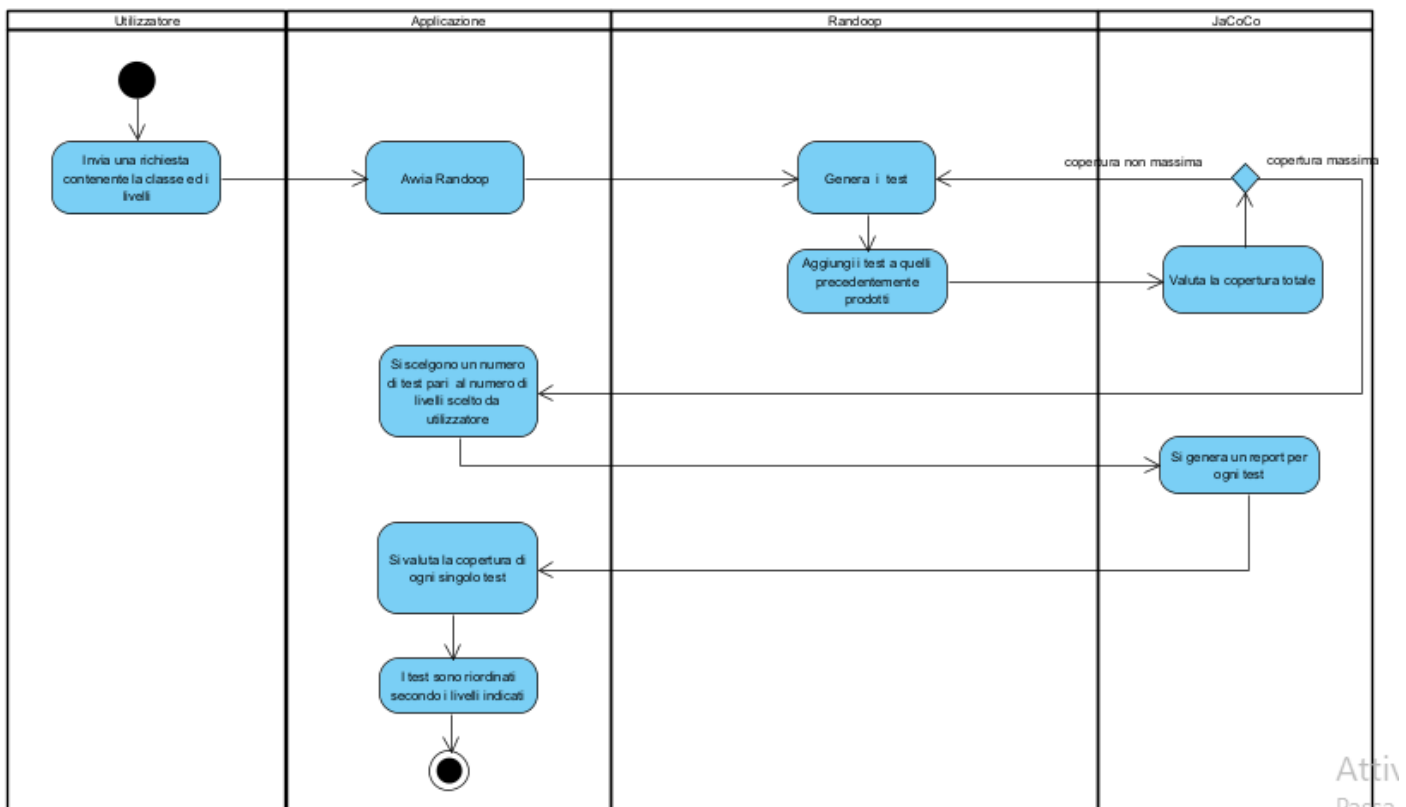 Utilizzatore
Applicazione
Randoop
JaCoCo
Invia una richiesta
contenente la classe ed i
livelli
Avvia Randoop
Genera i test
copertura non massima
copertura massima
Aggiungi i test a quelli
precedentemente
prodotti
Valuta la copertura totale
Si scelgono un numero
di test pari al numero di
livelli scelto da
utilizzatore
Si genera un report per
ogni test
Si valuta la copertura di
ogni singolo test
I test sono riordinati
secondo i livelli indicati
Attiv